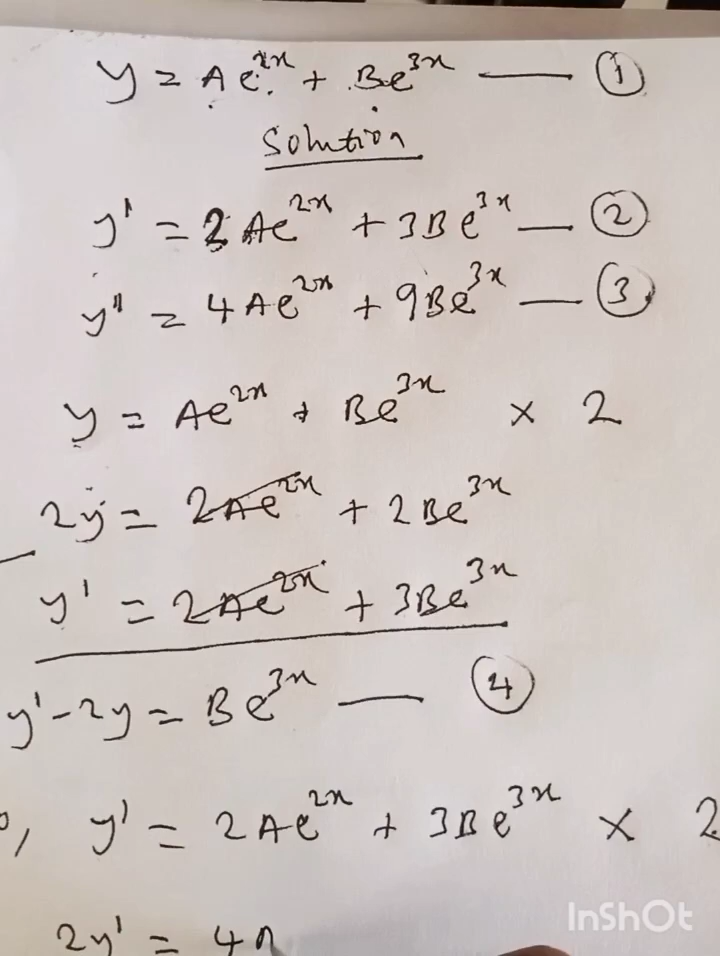 y = Ae^2x + Be^3x — ①
Solution
y' = 2Ae^2x + 3Be^3x — ②
y'' = 4Ae^2x + 9Be^3x — ③
y = Ae^2x + Be^3x × 2
2y = 2Ae^2x + 2Be^3x
y' = 2Ae^2x + 3Be^3x
y' - 2y = Be^3x — ④
, y' = 2Ae^2x + 3Be^3x × 2
2y' = 4A
InShOt